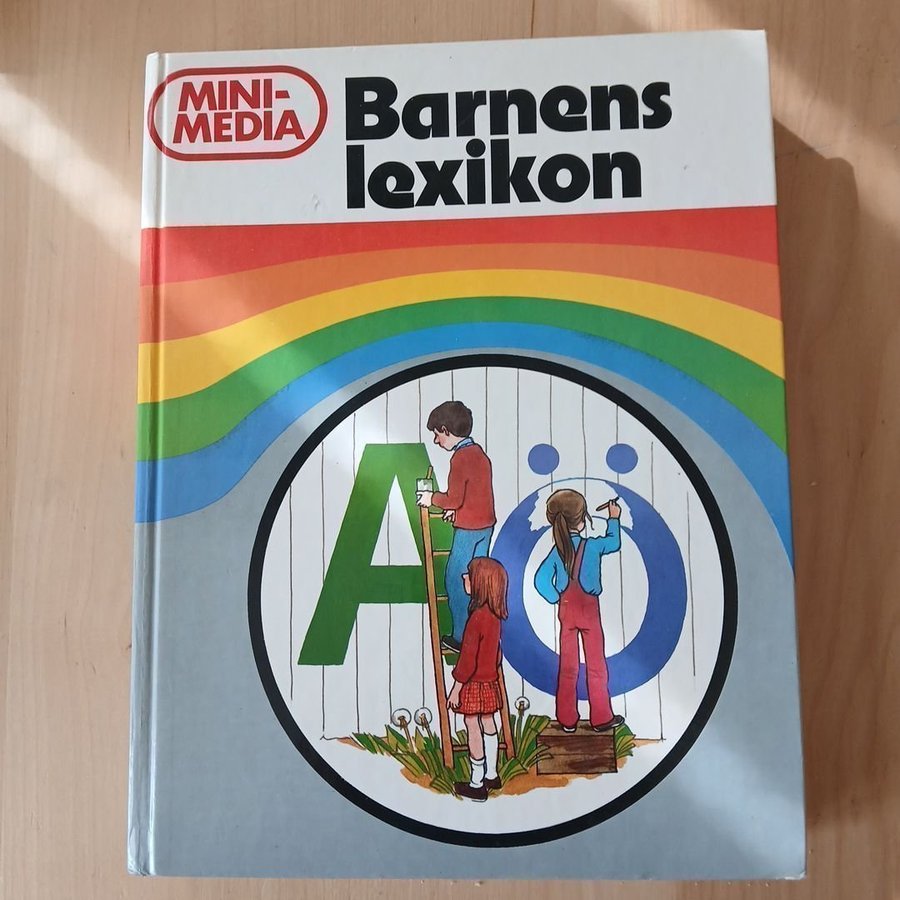 MINI-
MEDIA
Barnens
lexikon
A Ö